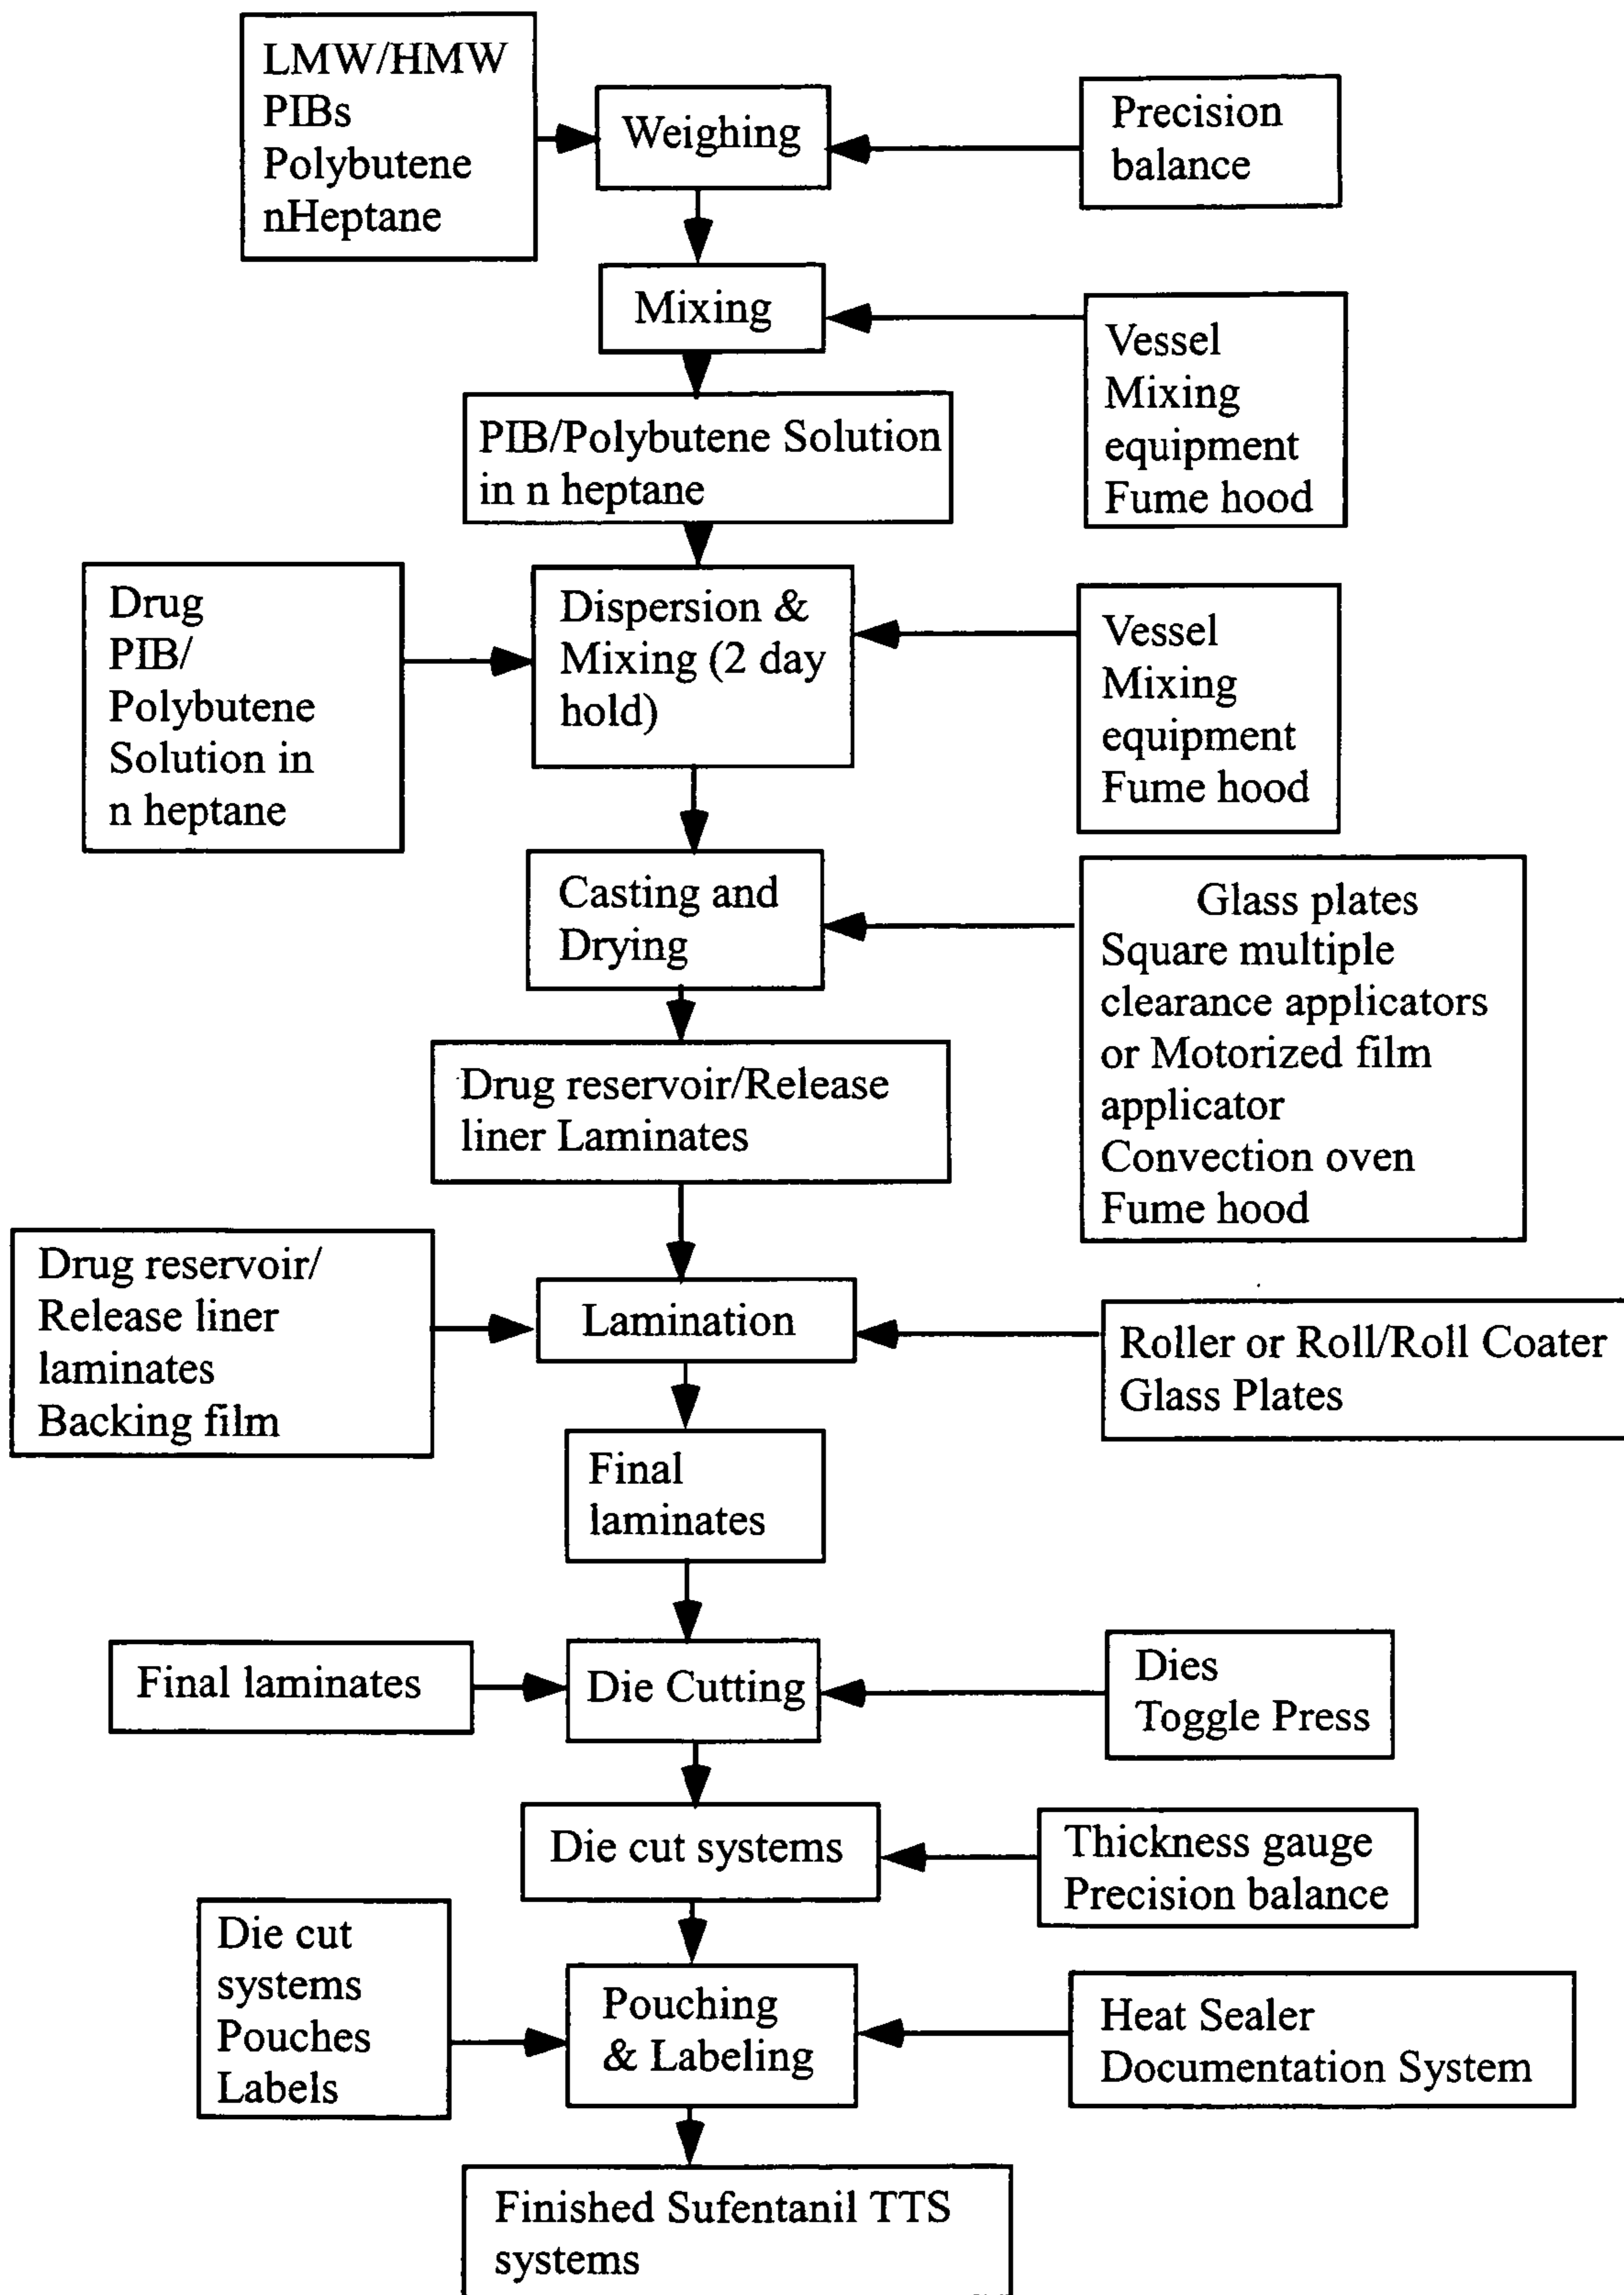 LMW/HMW
PIBs
Polybutene
nHeptane
Weighing
Precision
balance
Mixing
Vessel
Mixing
equipment
Fume hood
PIB/Polybutene Solution
in n heptane
Drug
PIB/
Polybutene
Solution in
n heptane
Dispersion &
Mixing (2 day
hold)
Vessel
Mixing
equipment
Fume hood
Casting and
Drying
Glass plates
Square multiple
clearance applicators
or Motorized film
applicator
Convection oven
Fume hood
Drug reservoir/Release
liner Laminates
Drug reservoir/
Release liner
laminates
Backing film
Lamination
Roller or Roll/Roll Coater
Glass Plates
Final
laminates
Final laminates
Die Cutting
Dies
Toggle Press
Die cut systems
Thickness gauge
Precision balance
Die cut
systems
Pouches
Labels
Pouching
& Labeling
Heat Sealer
Documentation System
Finished Sufentanil TTS
systems